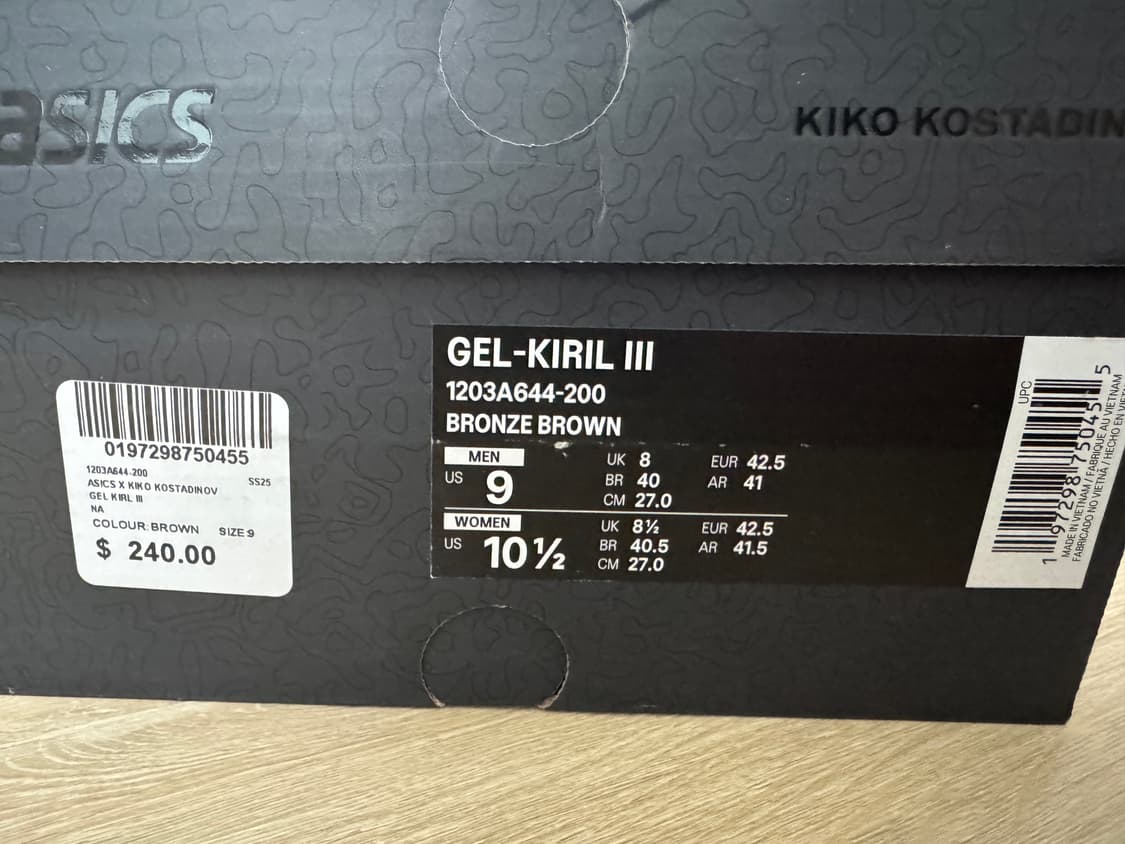 asics
KIKO KOSTADIN
0197298750455
1203A644-200
SS25
ASICS X KIKO KOSTADINOV
GEL KIRL III
NA
COLOUR: BROWN SIZE 9
$ 240.00
GEL-KIRIL III
1203A644-200
BRONZE BROWN
MEN
US 9
UK 8 EUR 42.5
BR 40 AR 41
CM 27.0
WOMEN
US 10 ½
UK 8½ EUR 42.5
BR 40.5 AR 41.5
CM 27.0
UPC
1 97298 75045 5
MADE IN VIETNAM / FABRIQUE AU VIETNAM
FABRICADO NO VIETNÃ / HECHO EN